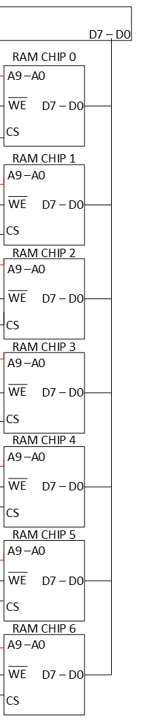 D7 – D0
RAM CHIP 0
A9 – A0
WE D7 – D0
CS
RAM CHIP 1
A9 – A0
WE D7 – D0
CS
RAM CHIP 2
A9 – A0
WE D7 – D0
CS
RAM CHIP 3
A9 – A0
WE D7 – D0
CS
RAM CHIP 4
A9 – A0
WE D7 – D0
CS
RAM CHIP 5
A9 – A0
WE D7 – D0
CS
RAM CHIP 6
A9 – A0
WE D7 – D0
CS